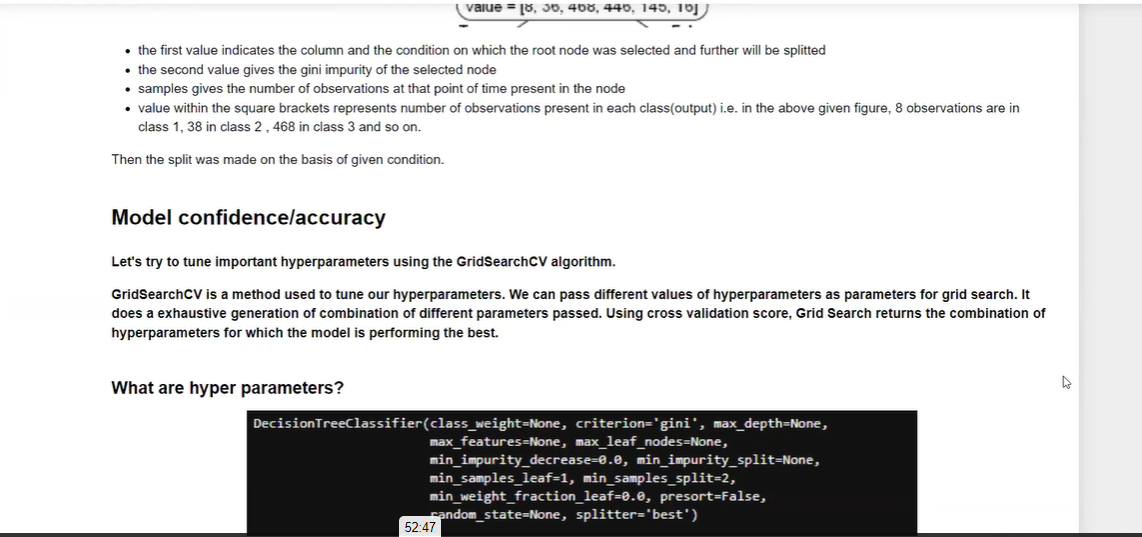 value = [8, 36, 468, 446, 145, 16]
• the first value indicates the column and the condition on which the root node was selected and further will be splitted
• the second value gives the gini impurity of the selected node
• samples gives the number of observations at that point of time present in the node
• value within the square brackets represents number of observations present in each class(output) i.e. in the above given figure, 8 observations are in
class 1, 38 in class 2 , 468 in class 3 and so on.
Then the split was made on the basis of given condition.
Model confidence/accuracy
Let's try to tune important hyperparameters using the GridSearchCV algorithm.
GridSearchCV is a method used to tune our hyperparameters. We can pass different values of hyperparameters as parameters for grid search. It
does a exhaustive generation of combination of different parameters passed. Using cross validation score, Grid Search returns the combination of
hyperparameters for which the model is performing the best.
What are hyper parameters?
DecisionTreeClassifier(class_weight=None, criterion='gini', max_depth=None,
max_features=None, max_leaf_nodes=None,
min_impurity_decrease=0.0, min_impurity_split=None,
min_samples_leaf=1, min_samples_split=2,
min_weight_fraction_leaf=0.0, presort=False,
random_state=None, splitter='best')
52:47